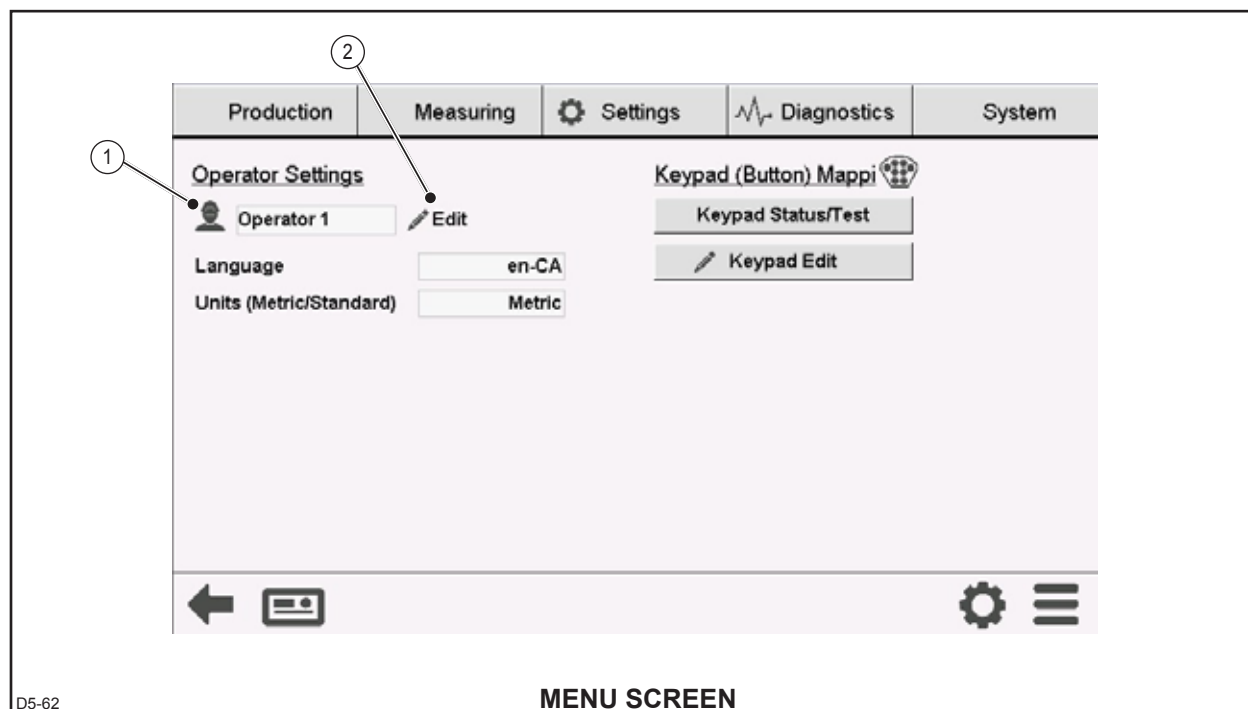 2
1
Production Measuring Settings Diagnostics System
Operator Settings Keypad (Button) Mappi
Operator 1 Edit Keypad Status/Test
Language en-CA Keypad Edit
Units (Metric/Standard) Metric
D5-62 MENU SCREEN